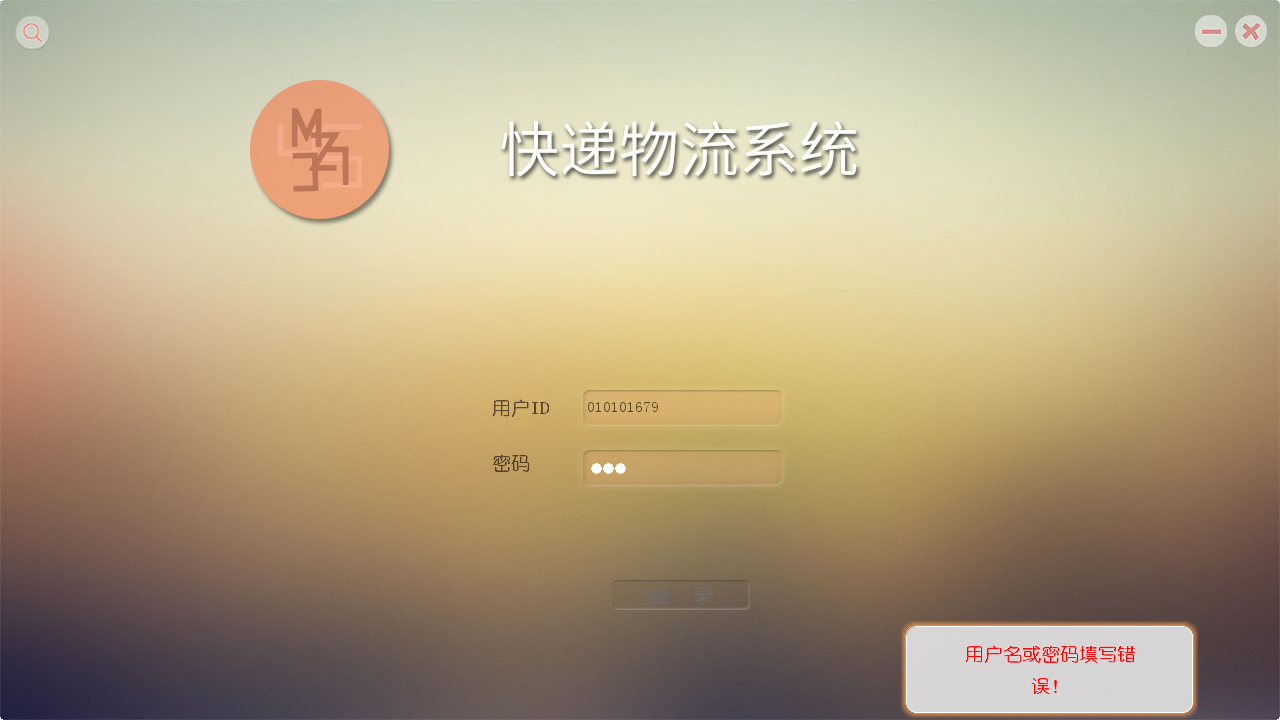 快递物流系统
用户ID 010101679
密码
登 录
用户名或密码填写错
误!